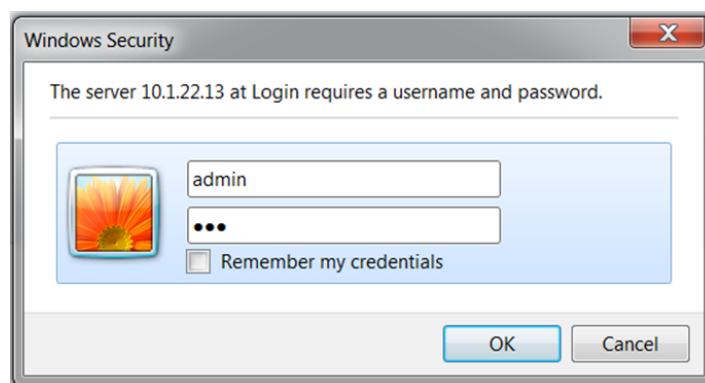 Windows Security
The server 10.1.22.13 at Login requires a username and password.
admin
•••
Remember my credentials
OK
Cancel